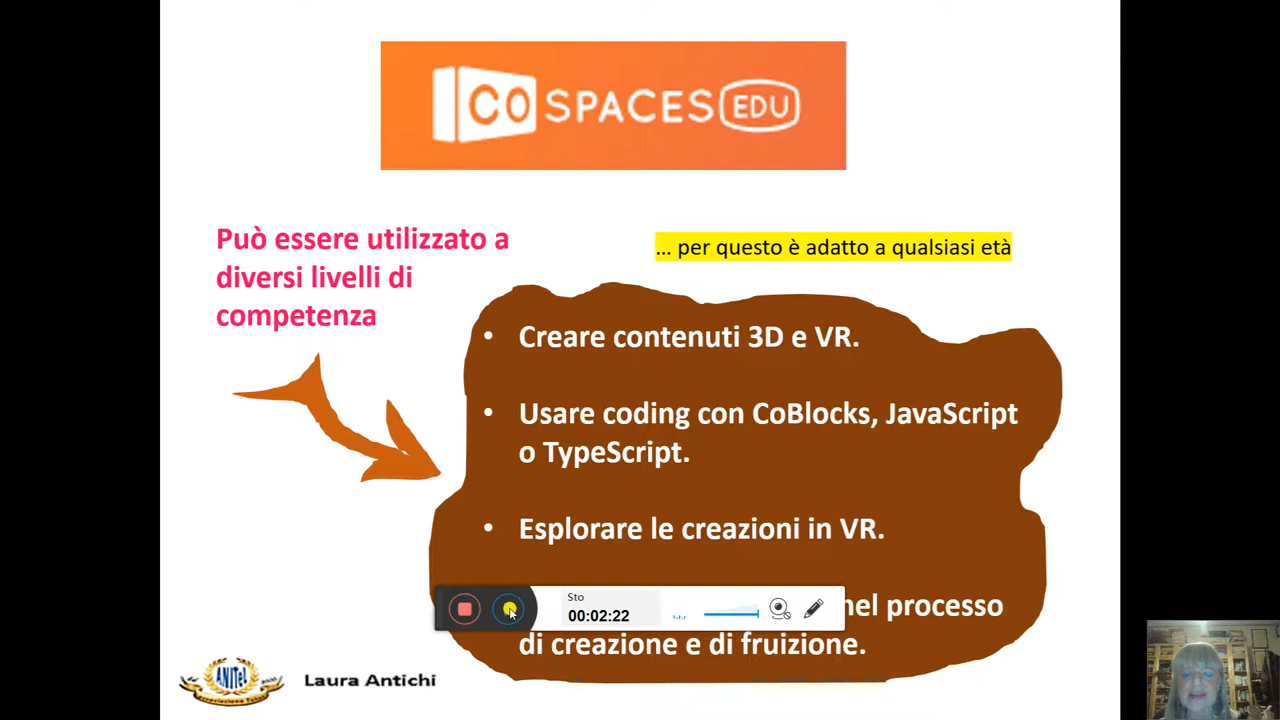 CO SPACES EDU
Può essere utilizzato a
diversi livelli di
competenza
... per questo è adatto a qualsiasi età
• Creare contenuti 3D e VR.
• Usare coding con CoBlocks, JavaScript
o TypeScript.
• Esplorare le creazioni in VR.
nel processo
di creazione e di fruizione.
Sto
00:02:22
ANITeL
Laura Antichi